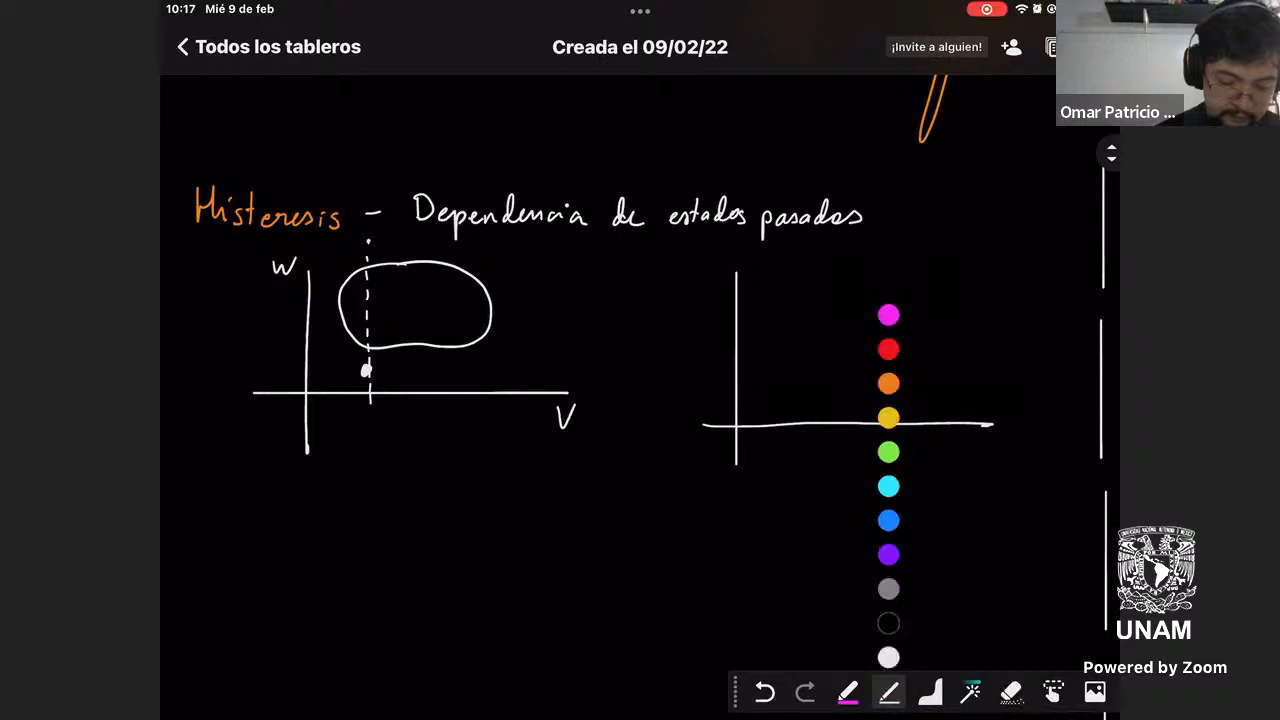 10:17 Mié 9 de feb
Todos los tableros
Creada el 09/02/22
¡Invite a alguien!
Omar Patricio ...
Histeresis - Dependencia de estados pasados
W
V
UNAM
Powered by Zoom